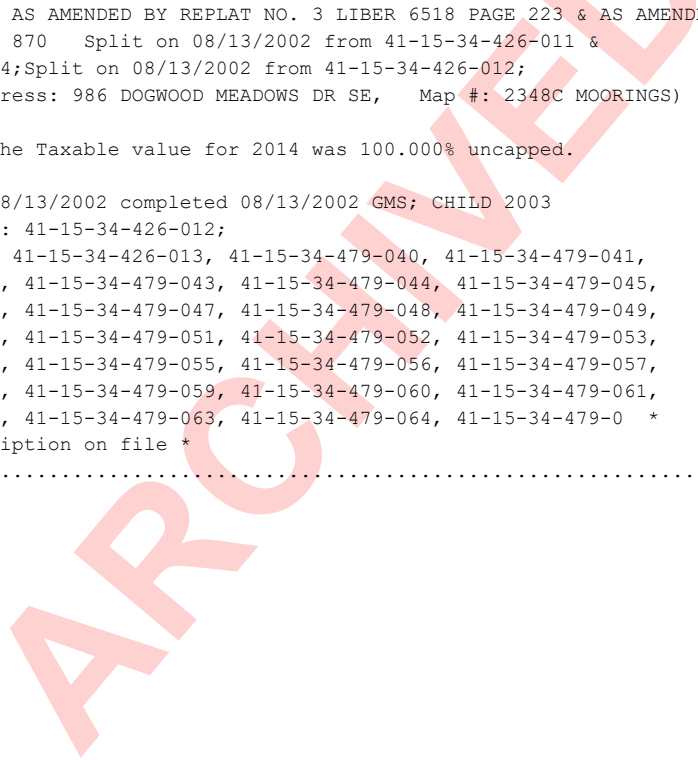 AS AMENDED BY REPLAT NO. 3 LIBER 6518 PAGE 223 & AS AMEND
870   Split on 08/13/2002 from 41-15-34-426-011 &
4;Split on 08/13/2002 from 41-15-34-426-012;
ress: 986 DOGWOOD MEADOWS DR SE,   Map #: 2348C MOORINGS)
he Taxable value for 2014 was 100.000% uncapped.
8/13/2002 completed 08/13/2002 GMS; CHILD 2003
: 41-15-34-426-012;
41-15-34-426-013, 41-15-34-479-040, 41-15-34-479-041,
, 41-15-34-479-043, 41-15-34-479-044, 41-15-34-479-045,
, 41-15-34-479-047, 41-15-34-479-048, 41-15-34-479-049,
, 41-15-34-479-051, 41-15-34-479-052, 41-15-34-479-053,
, 41-15-34-479-055, 41-15-34-479-056, 41-15-34-479-057,
, 41-15-34-479-059, 41-15-34-479-060, 41-15-34-479-061,
, 41-15-34-479-063, 41-15-34-479-064, 41-15-34-479-0  *
iption on file *
.........................................................
ARCHIVED